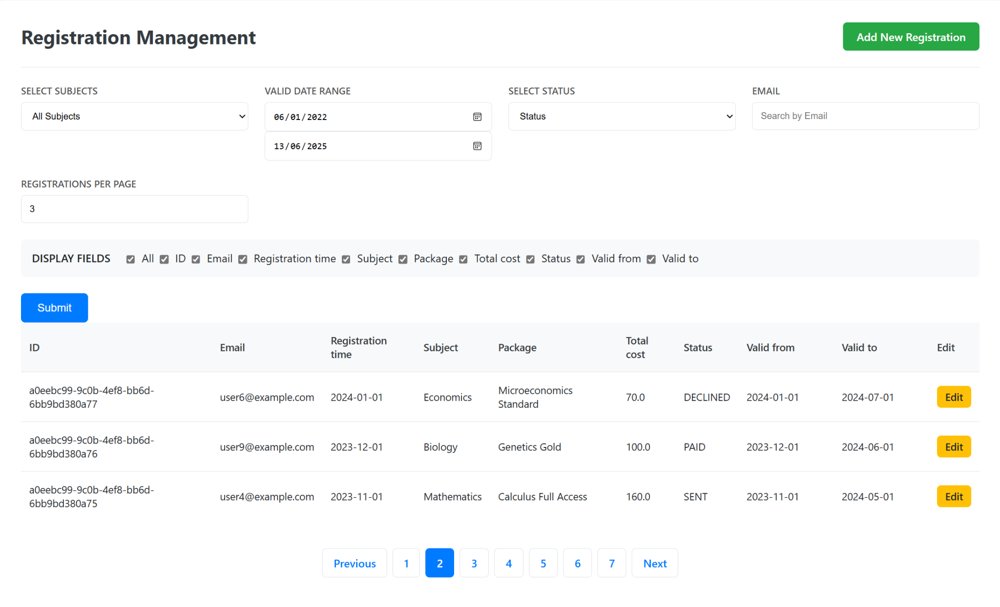 Registration Management
Add New Registration
SELECT SUBJECTS
VALID DATE RANGE
SELECT STATUS
EMAIL
All Subjects
06/01/2022
Status
Search by Email
13/06/2025
REGISTRATIONS PER PAGE
3
DISPLAY FIELDS All ID Email Registration time Subject Package Total cost Status Valid from Valid to
Submit
ID Email Registration time Subject Package Total cost Status Valid from Valid to Edit
a0eebc99-9c0b-4ef8-bb6d-6bb9bd380a77 user6@example.com 2024-01-01 Economics Microeconomics Standard 70.0 DECLINED 2024-01-01 2024-07-01 Edit
a0eebc99-9c0b-4ef8-bb6d-6bb9bd380a76 user9@example.com 2023-12-01 Biology Genetics Gold 100.0 PAID 2023-12-01 2024-06-01 Edit
a0eebc99-9c0b-4ef8-bb6d-6bb9bd380a75 user4@example.com 2023-11-01 Mathematics Calculus Full Access 160.0 SENT 2023-11-01 2024-05-01 Edit
Previous 1 2 3 4 5 6 7 Next